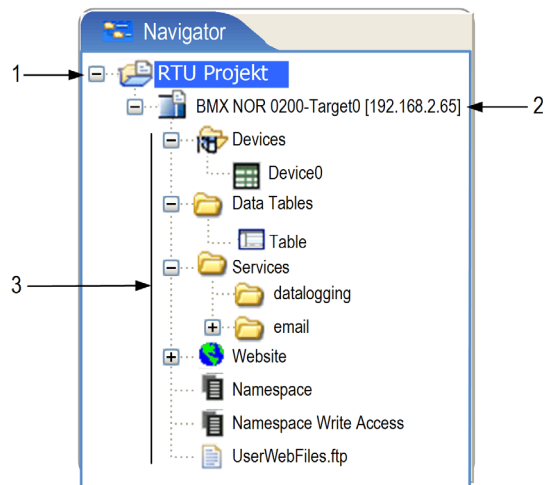 Navigator
1
RTU Projekt
BMX NOR 0200-Target0 [192.168.2.65]
2
Devices
Device0
Data Tables
Table
3
Services
datalogging
email
Website
Namespace
Namespace Write Access
UserWebFiles.ftp